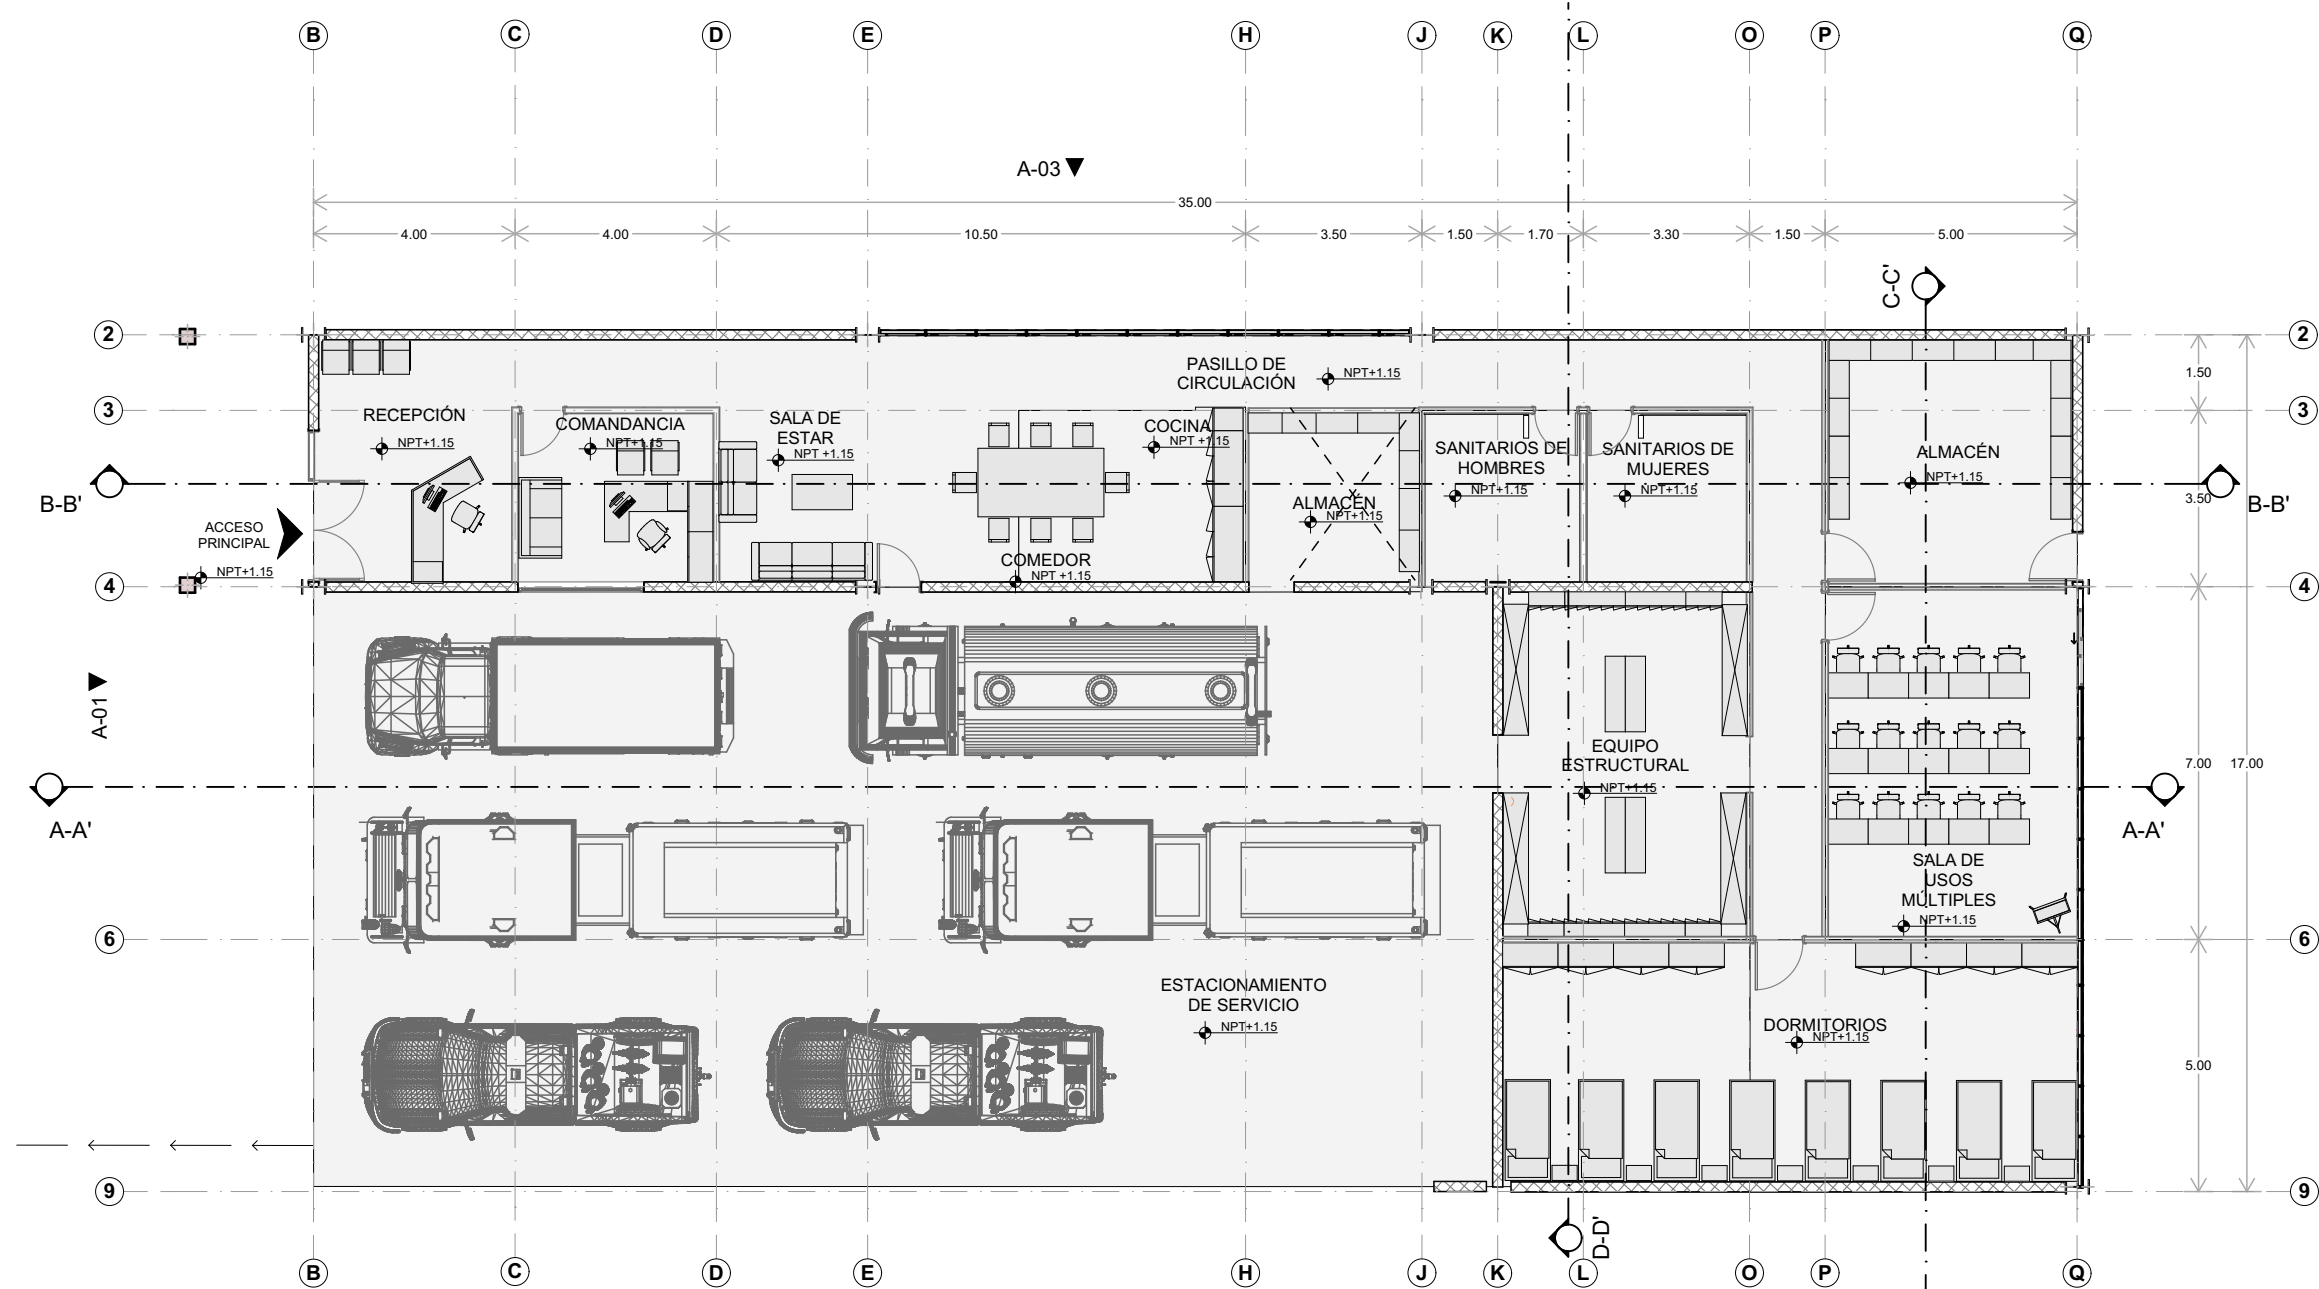 B C D E H J K L O P Q
A-03
35.00
4.00 4.00 10.50 3.50 1.50 1.70 3.30 1.50 5.00
C-C'
2 2
PASILLO DE
CIRCULACIÓN
NPT+1.15
1.50
3 3
RECEPCIÓN
NPT+1.15
COMANDANCIA
NPT+1.15
SALA DE
ESTAR
NPT +1.15
COCINA
NPT +1.15
SANITARIOS DE
HOMBRES
NPT+1.15
SANITARIOS DE
MUJERES
NPT+1.15
ALMACÉN
NPT+1.15
B-B' B-B'
3.50
ALMACÉN
NPT+1.15
ACCESO
PRINCIPAL
NPT+1.15
COMEDOR
NPT +1.15
4 4
A-01
EQUIPO
ESTRUCTURAL
NPT+1.15
7.00 17.00
A-A' A-A'
SALA DE
USOS
MÚLTIPLES
NPT+1.15
6 6
ESTACIONAMIENTO
DE SERVICIO
NPT+1.15
DORMITORIOS
NPT+1.15
5.00
9 9
D-D'
B C D E H J K L O P Q